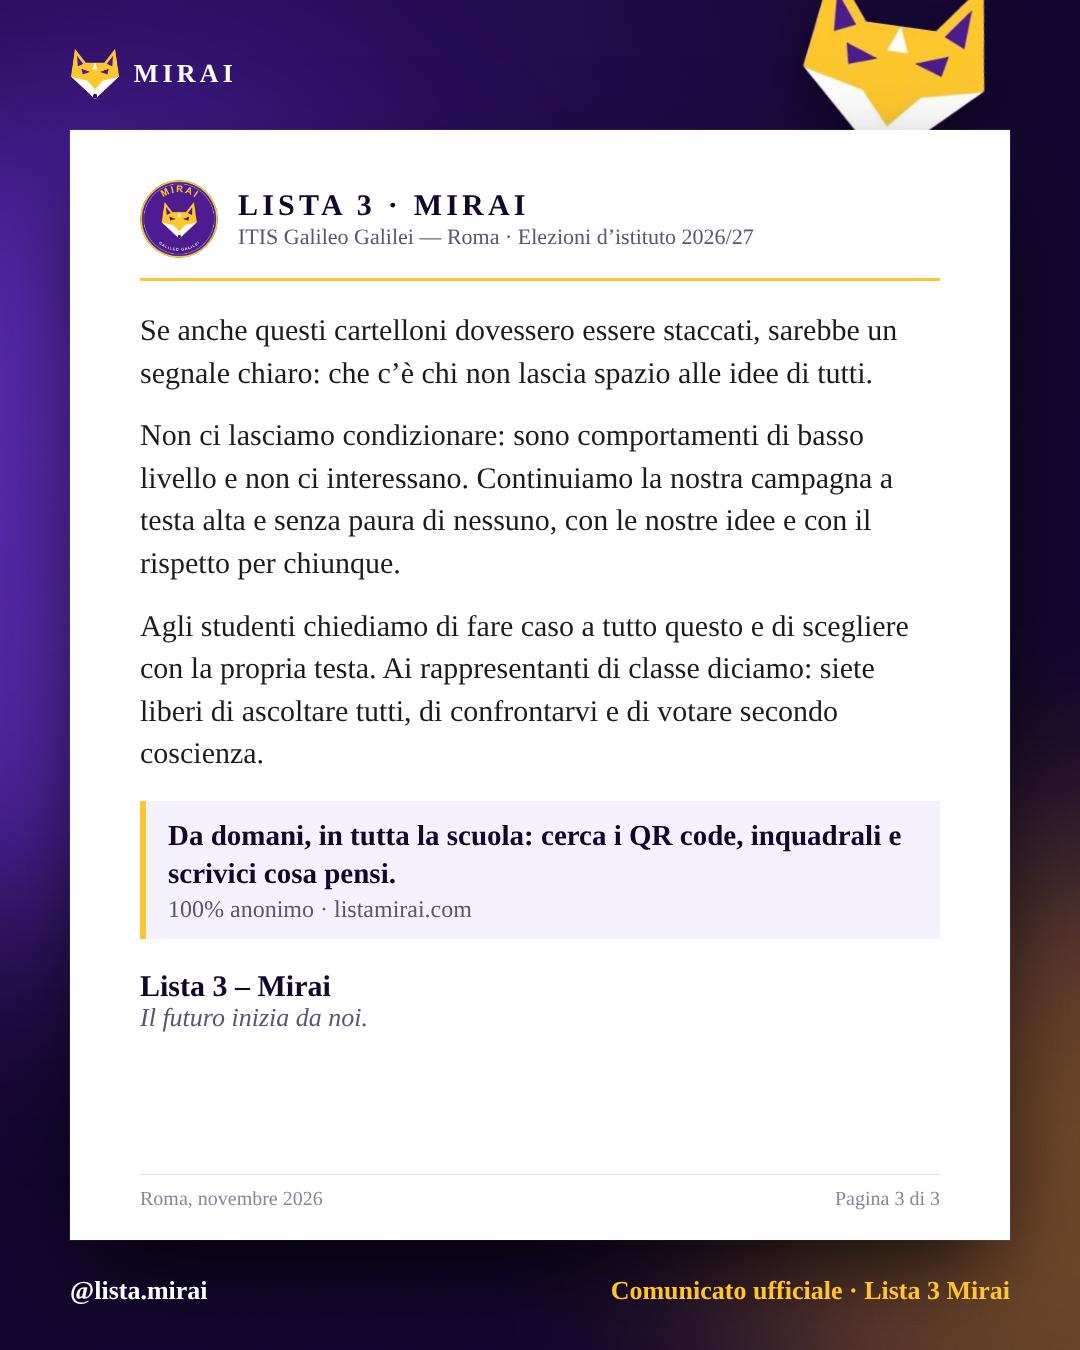 MIRAI
MIRAI
GALILEO GALILEI
LISTA 3 · MIRAI
ITIS Galileo Galilei — Roma · Elezioni d’istituto 2026/27
Se anche questi cartelloni dovessero essere staccati, sarebbe un
segnale chiaro: che c’è chi non lascia spazio alle idee di tutti.
Non ci lasciamo condizionare: sono comportamenti di basso
livello e non ci interessano. Continuiamo la nostra campagna a
testa alta e senza paura di nessuno, con le nostre idee e con il
rispetto per chiunque.
Agli studenti chiediamo di fare caso a tutto questo e di scegliere
con la propria testa. Ai rappresentanti di classe diciamo: siete
liberi di ascoltare tutti, di confrontarvi e di votare secondo
coscienza.
Da domani, in tutta la scuola: cerca i QR code, inquadrali e
scrivici cosa pensi.
100% anonimo · listamirai.com
Lista 3 – Mirai
Il futuro inizia da noi.
Roma, novembre 2026
Pagina 3 di 3
@lista.mirai
Comunicato ufficiale · Lista 3 Mirai